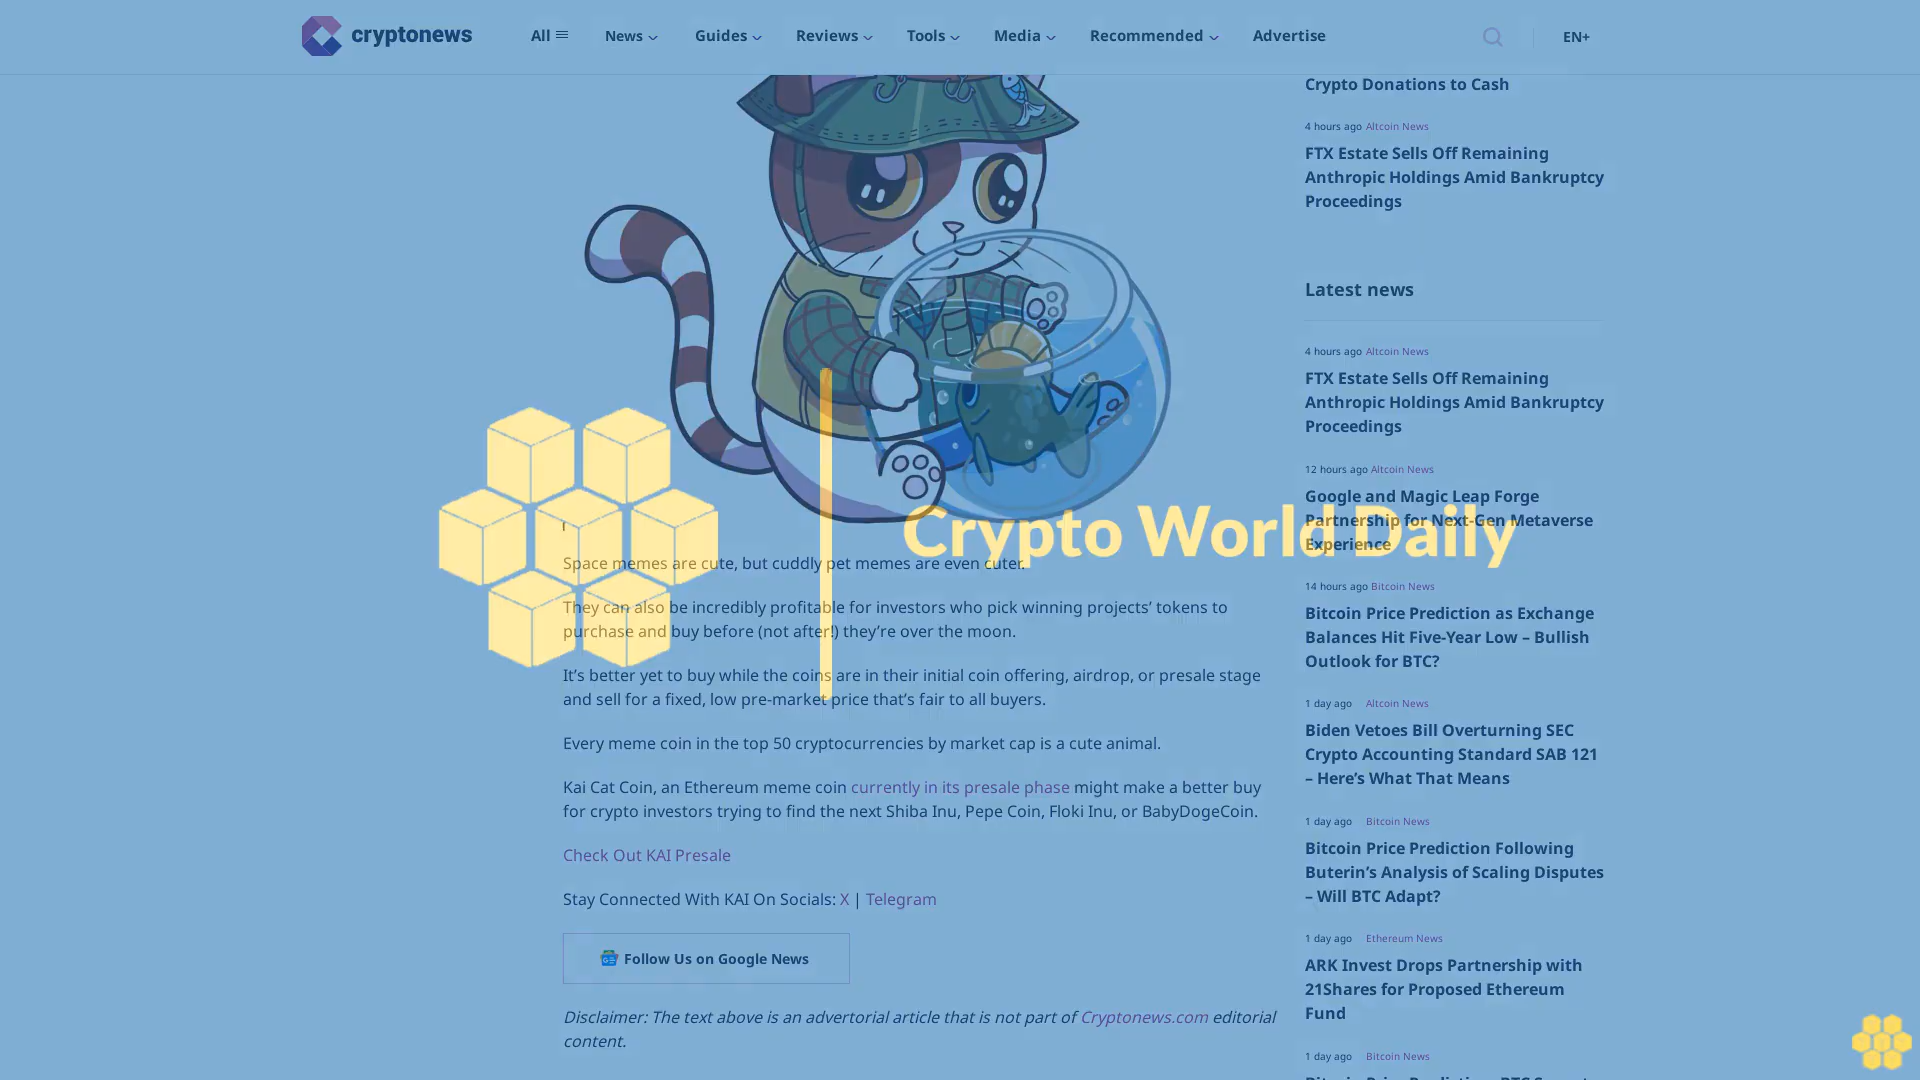 cryptonews
All
News
Guides
Reviews
Tools
Media
Recommended
Advertise
EN+
Crypto Donations to Cash
4 hours ago Altcoin News
FTX Estate Sells Off Remaining
Anthropic Holdings Amid Bankruptcy
Proceedings
Latest news
4 hours ago Altcoin News
FTX Estate Sells Off Remaining
Anthropic Holdings Amid Bankruptcy
Proceedings
12 hours ago Altcoin News
Google and Magic Leap Forge
Partnership for Next-Gen Metaverse
Experience
14 hours ago Bitcoin News
Bitcoin Price Prediction as Exchange
Balances Hit Five-Year Low – Bullish
Outlook for BTC?
1 day ago Altcoin News
Biden Vetoes Bill Overturning SEC
Crypto Accounting Standard SAB 121
– Here’s What That Means
1 day ago Bitcoin News
Bitcoin Price Prediction Following
Buterin’s Analysis of Scaling Disputes
– Will BTC Adapt?
1 day ago Ethereum News
ARK Invest Drops Partnership with
21Shares for Proposed Ethereum
Fund
1 day ago Bitcoin News
Crypto World Daily
Space memes are cute, but cuddly pet memes are even cuter.
They can also be incredibly profitable for investors who pick winning projects’ tokens to
purchase and buy before (not after!) they’re over the moon.
It’s better yet to buy while the coins are in their initial coin offering, airdrop, or presale stage
and sell for a fixed, low pre-market price that’s fair to all buyers.
Every meme coin in the top 50 cryptocurrencies by market cap is a cute animal.
Kai Cat Coin, an Ethereum meme coin currently in its presale phase might make a better buy
for crypto investors trying to find the next Shiba Inu, Pepe Coin, Floki Inu, or BabyDogeCoin.
Check Out KAI Presale
Stay Connected With KAI On Socials: X | Telegram
Follow Us on Google News
Disclaimer: The text above is an advertorial article that is not part of Cryptonews.com editorial
content.